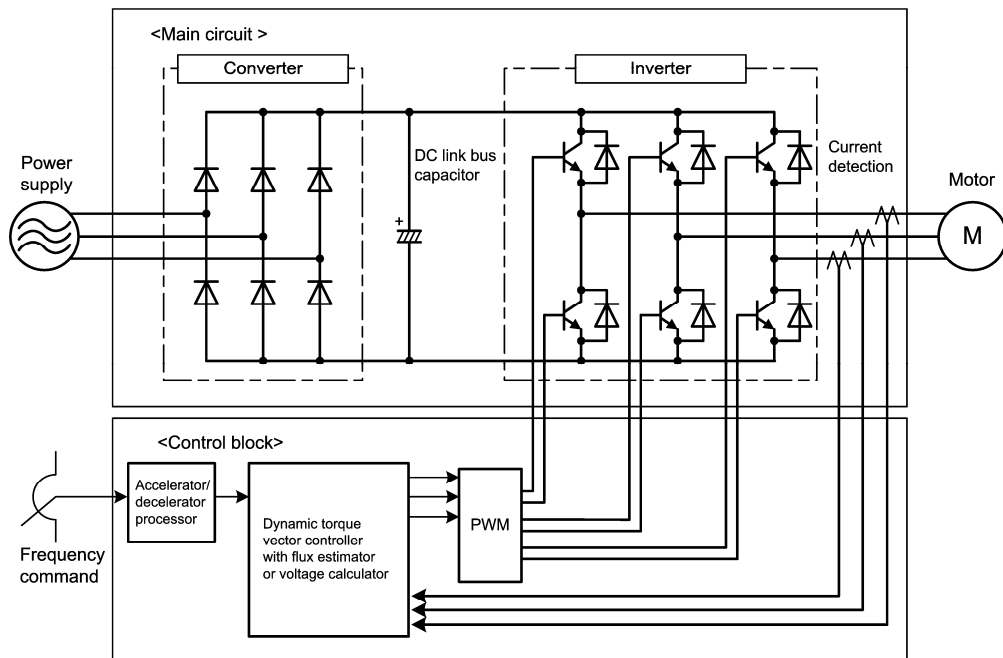 <Main circuit >
Converter
Inverter
Power
supply
DC link bus
capacitor
+
Current
detection
Motor
M
<Control block>
Accelerator/
decelerator
processor
Dynamic torque
vector controller
with flux estimator
or voltage calculator
PWM
Frequency
command